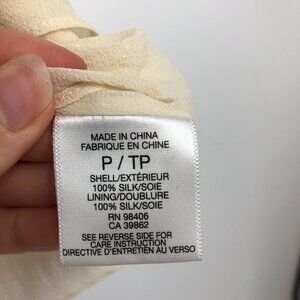 MADE IN CHINA
FABRIQUE EN CHINE
P / TP
SHELL/EXTÉRIEUR
100% SILK/SOIE
LINING/DOUBLURE
100% SILK/SOIE
RN 98406
CA 39862
SEE REVERSE SIDE FOR
CARE INSTRUCTION
DIRECTIVE D'ENTRETIEN AU VERSO